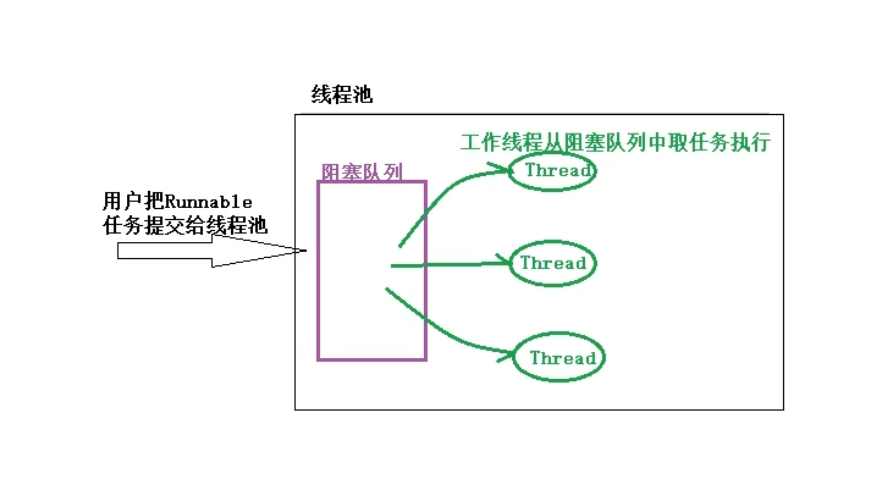 线程池
工作线程从阻塞队列中取任务执行
阻塞队列
Thread
用户把Runnable
任务提交给线程池
Thread
Thread